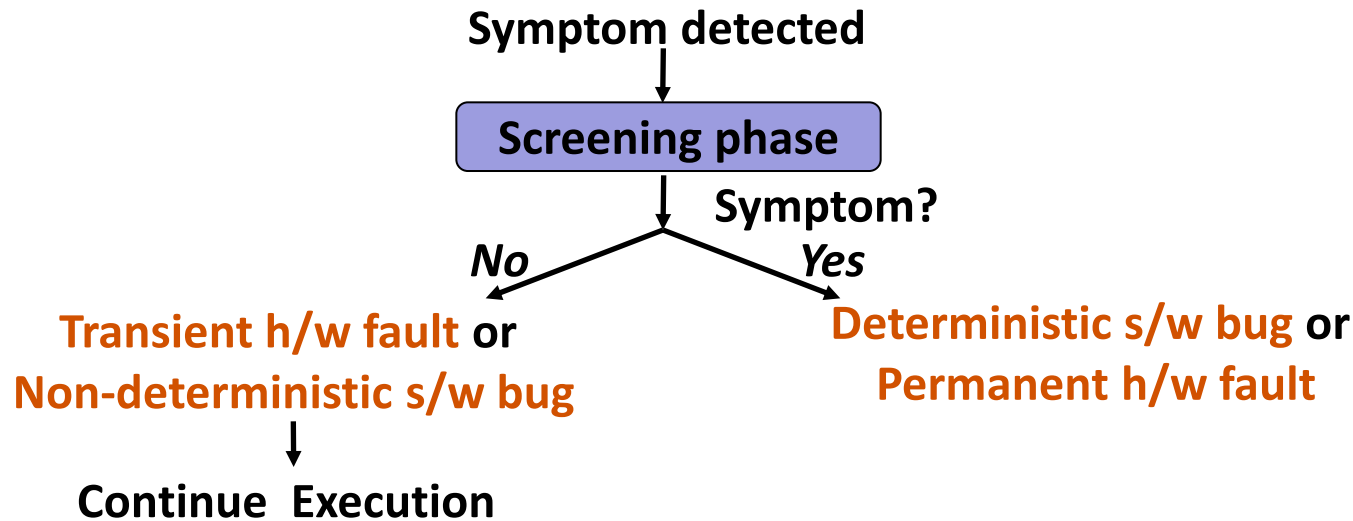 Symptom detected
Screening phase
Symptom?
No
Yes
Transient h/w fault or
Non-deterministic s/w bug
Deterministic s/w bug or
Permanent h/w fault
Continue Execution